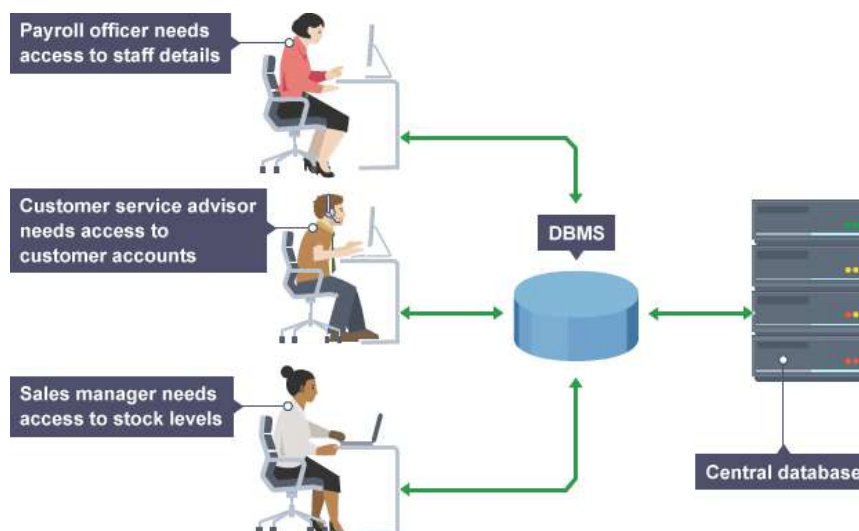 Payroll officer needs
access to staff details
Customer service advisor
needs access to
customer accounts
DBMS
Sales manager needs
access to stock levels
Central database